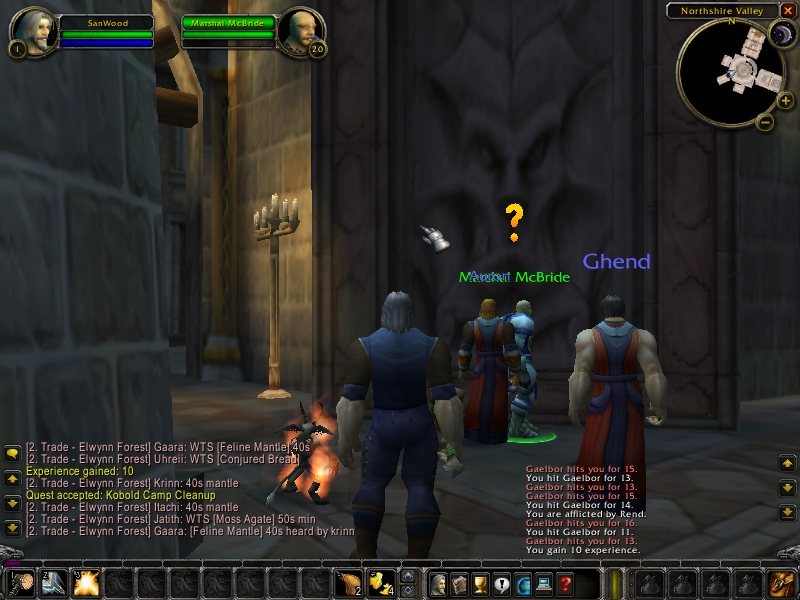 SanWood
1
Marshal McBride
20
Northshire Valley
N
Ghend
Marshal McBride
[2. Trade - Elwynn Forest] Gaara: WTS [Feline Mantle] 40s
[2. Trade - Elwynn Forest] Uhreii: WTS [Conjured Bread]
Experience gained: 10
[2. Trade - Elwynn Forest] Krinn: 40s mantle
Quest accepted: Kobold Camp Cleanup
[2. Trade - Elwynn Forest] Itachi: 40s mantle
[2. Trade - Elwynn Forest] Jatith: WTS [Moss Agate] 50s min
[2. Trade - Elwynn Forest] Gaara: [Feline Mantle] 40s heard by krinn
Gaelbor hits you for 15.
You hit Gaelbor for 13.
Gaelbor hits you for 13.
Gaelbor hits you for 15.
You hit Gaelbor for 14.
You are afflicted by Rend.
Gaelbor hits you for 16.
You hit Gaelbor for 11.
Gaelbor hits you for 13.
You gain 10 experience.
2
3
2
4